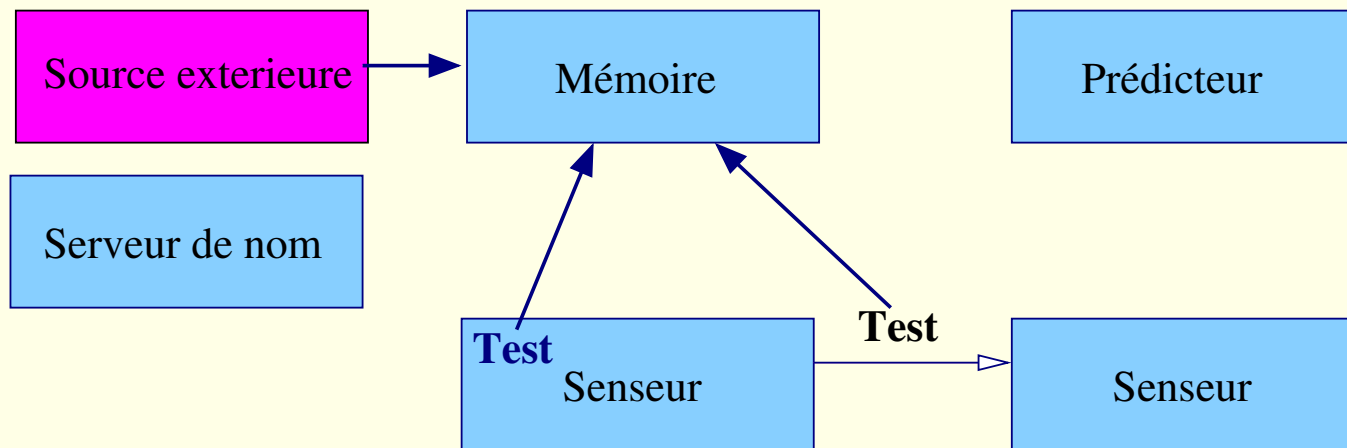 Source exterieure
Mémoire
Prédicteur
Serveur de nom
Test
Test
Senseur
Senseur